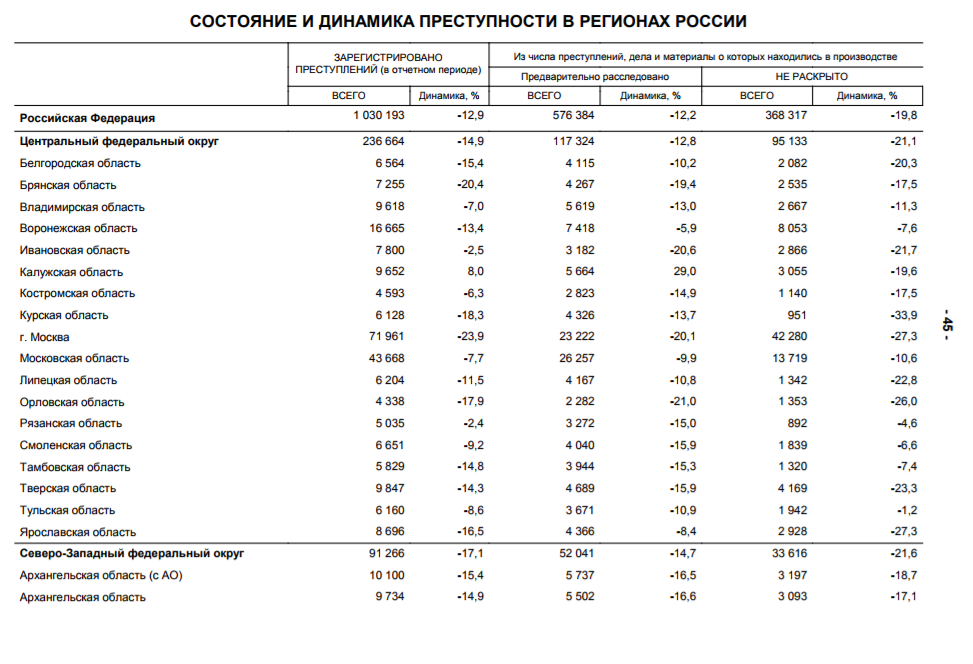 СОСТОЯНИЕ И ДИНАМИКА ПРЕСТУПНОСТИ В РЕГИОНАХ РОССИИ
ЗАРЕГИСТРИРОВАНО ПРЕСТУПЛЕНИЙ (в отчетном периоде) Из числа преступлений, дела и материалы о которых находились в производстве
Предварительно расследовано НЕ РАСКРЫТО
ВСЕГО Динамика, % ВСЕГО Динамика, % ВСЕГО Динамика, %
Российская Федерация 1 030 193 -12,9 576 384 -12,2 368 317 -19,8
Центральный федеральный округ 236 664 -14,9 117 324 -12,8 95 133 -21,1
Белгородская область 6 564 -15,4 4 115 -10,2 2 082 -20,3
Брянская область 7 255 -20,4 4 267 -19,4 2 535 -17,5
Владимирская область 9 618 -7,0 5 619 -13,0 2 667 -11,3
Воронежская область 16 665 -13,4 7 418 -5,9 8 053 -7,6
Ивановская область 7 800 -2,5 3 182 -20,6 2 866 -21,7
Калужская область 9 652 8,0 5 664 29,0 3 055 -19,6
Костромская область 4 593 -6,3 2 823 -14,9 1 140 -17,5
Курская область 6 128 -18,3 4 326 -13,7 951 -33,9
г. Москва 71 961 -23,9 23 222 -20,1 42 280 -27,3
Московская область 43 668 -7,7 26 257 -9,9 13 719 -10,6
Липецкая область 6 204 -11,5 4 167 -10,8 1 342 -22,8
Орловская область 4 338 -17,9 2 282 -21,0 1 353 -26,0
Рязанская область 5 035 -2,4 3 272 -15,0 892 -4,6
Смоленская область 6 651 -9,2 4 040 -15,9 1 839 -6,6
Тамбовская область 5 829 -14,8 3 944 -15,3 1 320 -7,4
Тверская область 9 847 -14,3 4 689 -15,9 4 169 -23,3
Тульская область 6 160 -8,6 3 671 -10,9 1 942 -1,2
Ярославская область 8 696 -16,5 4 366 -8,4 2 928 -27,3
Северо-Западный федеральный округ 91 266 -17,1 52 041 -14,7 33 616 -21,6
Архангельская область (с АО) 10 100 -15,4 5 737 -16,5 3 197 -18,7
Архангельская область 9 734 -14,9 5 502 -16,6 3 093 -17,1
- 45 -